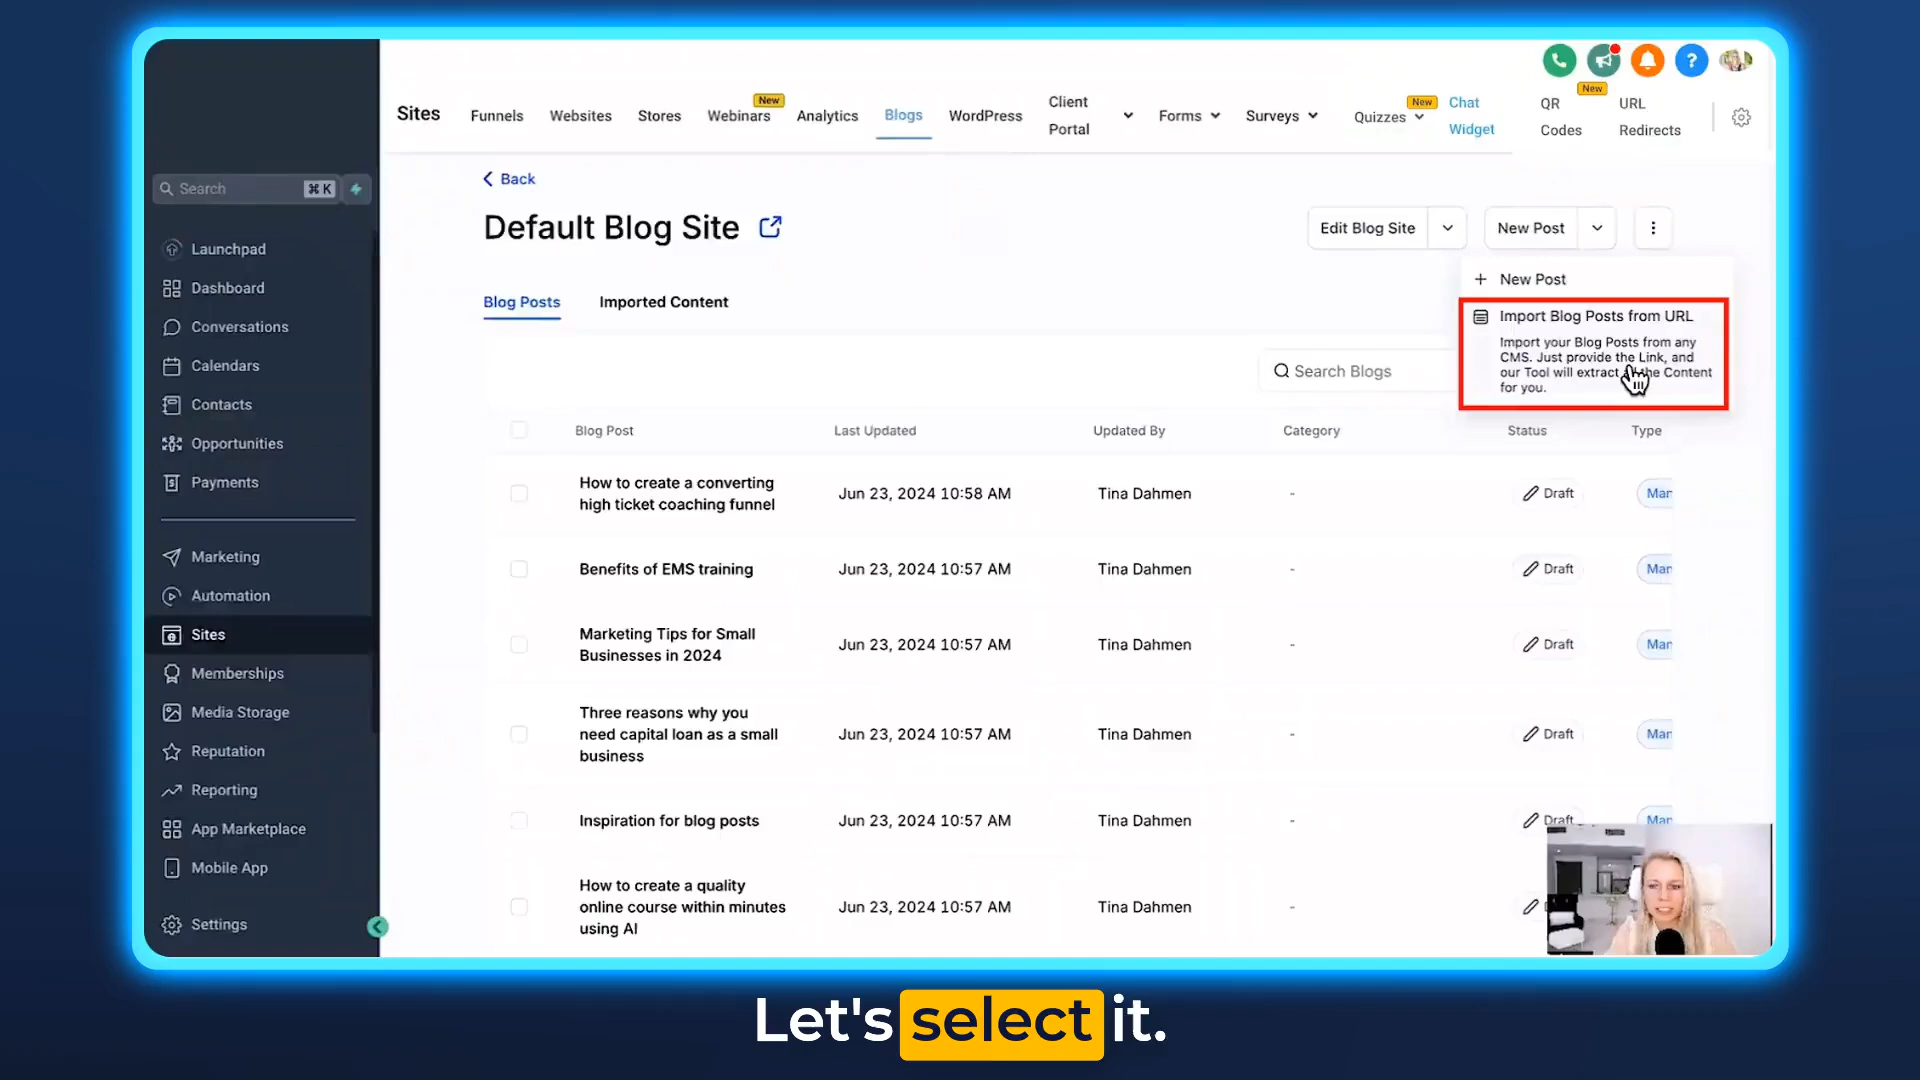 Sites
Funnels
Websites
Stores
Webinars
New
Analytics
Blogs
WordPress
Client
Portal
Forms
Surveys
Quizzes
New
Chat
Widget
QR
Codes
New
URL
Redirects
Search
⌘ K
Launchpad
Dashboard
Conversations
Calendars
Contacts
Opportunities
Payments
Marketing
Automation
Sites
Memberships
Media Storage
Reputation
Reporting
App Marketplace
Mobile App
Settings
Back
Default Blog Site
Edit Blog Site
New Post
New Post
Import Blog Posts from URL
Import your Blog Posts from any
CMS. Just provide the Link, and
our Tool will extract the Content
for you.
Blog Posts
Imported Content
Search Blogs
Blog Post
Last Updated
Updated By
Category
Status
Type
How to create a converting
high ticket coaching funnel
Jun 23, 2024 10:58 AM
Tina Dahmen
-
Draft
Man
Benefits of EMS training
Jun 23, 2024 10:57 AM
Tina Dahmen
-
Draft
Man
Marketing Tips for Small
Businesses in 2024
Jun 23, 2024 10:57 AM
Tina Dahmen
-
Draft
Man
Three reasons why you
need capital loan as a small
business
Jun 23, 2024 10:57 AM
Tina Dahmen
-
Draft
Man
Inspiration for blog posts
Jun 23, 2024 10:57 AM
Tina Dahmen
-
Draft
Man
How to create a quality
online course within minutes
using AI
Jun 23, 2024 10:57 AM
Tina Dahmen
-
Let's select it.